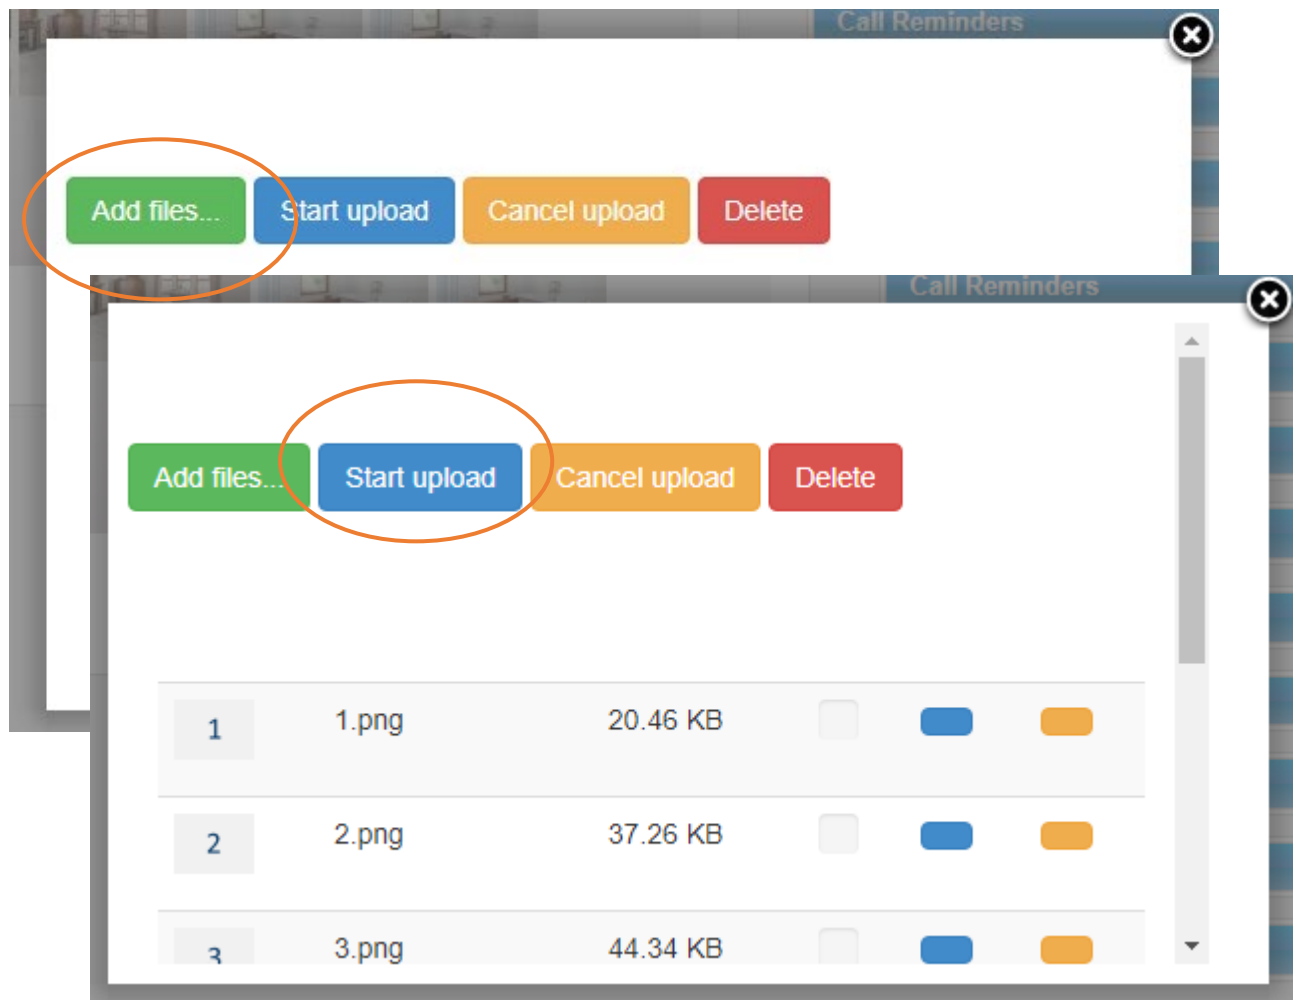 Call Reminders
Add files... Start upload Cancel upload Delete
Call Reminders
Add files... Start upload Cancel upload Delete
1 1.png 20.46 KB
2 2.png 37.26 KB
3 3.png 44.34 KB